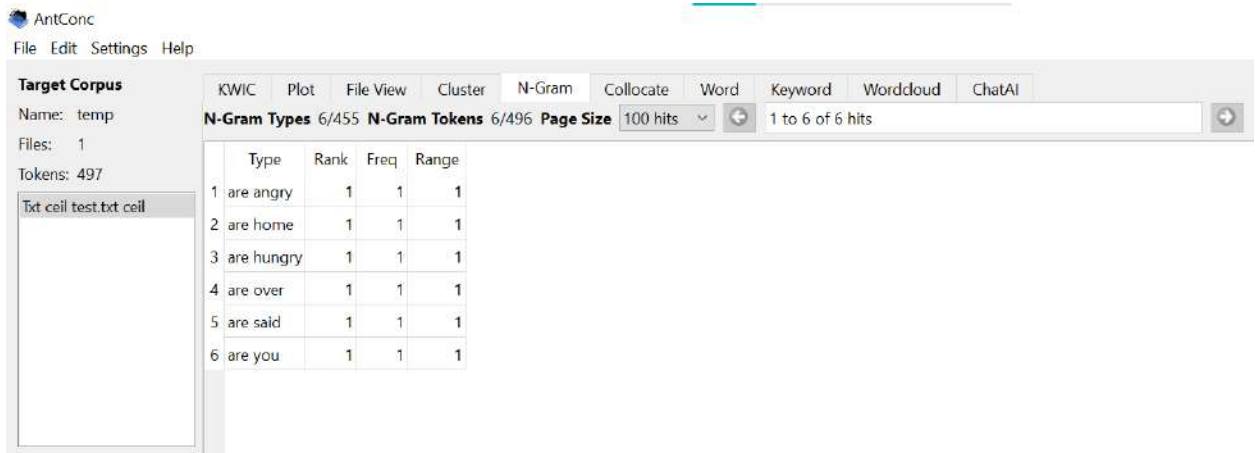 AntConc
File Edit Settings Help
Target Corpus
Name: temp
Files: 1
Tokens: 497
Txt ceil test.txt ceil
KWIC Plot File View Cluster N-Gram Collocate Word Keyword Wordcloud ChatAI
N-Gram Types 6/455 N-Gram Tokens 6/496 Page Size 100 hits 1 to 6 of 6 hits
Type Rank Freq Range
1 are angry 1 1 1
2 are home 1 1 1
3 are hungry 1 1 1
4 are over 1 1 1
5 are said 1 1 1
6 are you 1 1 1